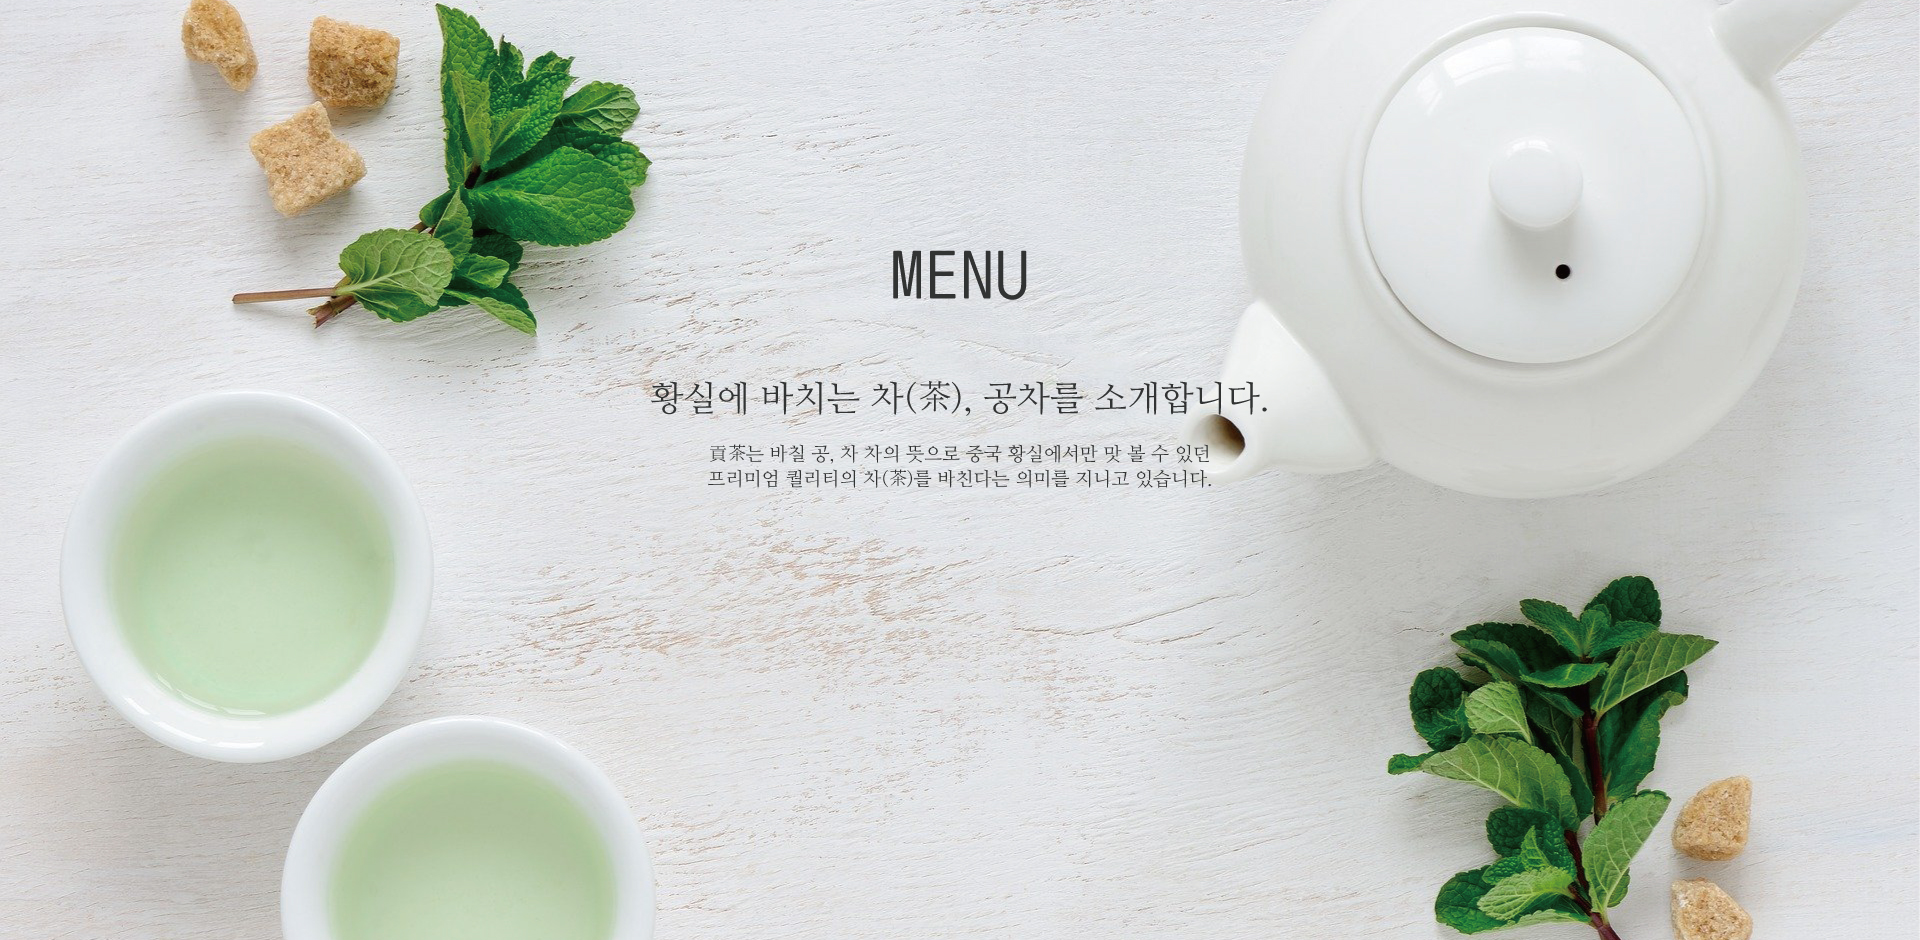 MENU
황실에 바치는 차(茶), 공차를 소개합니다.
貢茶는 바칠 공, 차 차의 뜻으로 중국 황실에서만 맛 볼 수 있던
프리미엄 퀄리티의 차(茶)를 바친다는 의미를 지니고 있습니다.